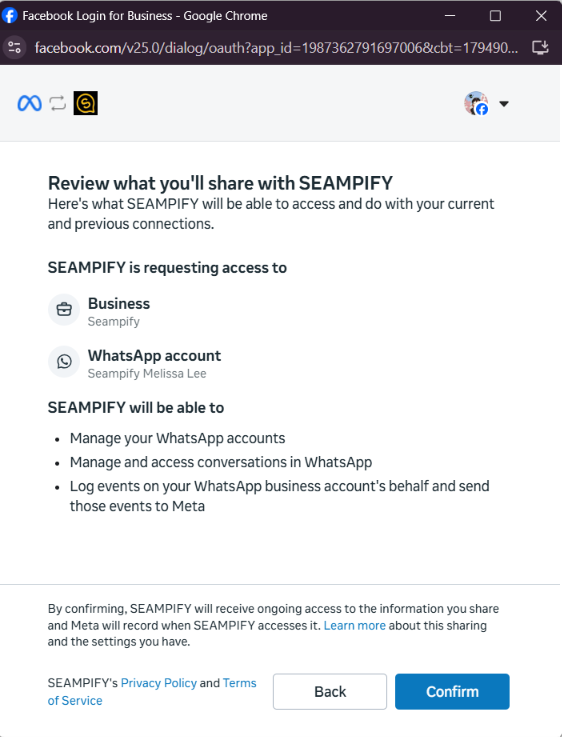 Facebook Login for Business - Google Chrome
facebook.com/v25.0/dialog/oauth?app_id=1987362791697006&cbt=179490...
Review what you'll share with SEAMPIFY
Here's what SEAMPIFY will be able to access and do with your current
and previous connections.
SEAMPIFY is requesting access to
Business
Seampify
WhatsApp account
Seampify Melissa Lee
SEAMPIFY will be able to
• Manage your WhatsApp accounts
• Manage and access conversations in WhatsApp
• Log events on your WhatsApp business account's behalf and send
those events to Meta
By confirming, SEAMPIFY will receive ongoing access to the information you share
and Meta will record when SEAMPIFY accesses it. Learn more about this sharing
and the settings you have.
SEAMPIFY's Privacy Policy and Terms
of Service
Back
Confirm